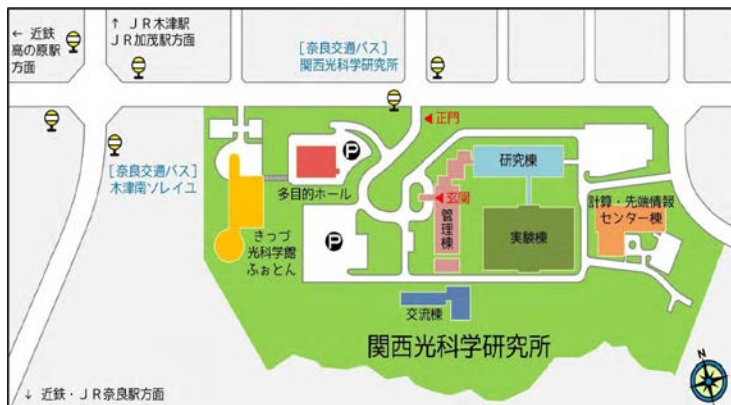 ← 近鉄
高の原駅
方面
↑ JR木津駅
JR加茂駅方面
[奈良交通バス]
関西光科学研究所
正門
[奈良交通バス]
木津南ソレイユ
P
多目的ホール
研究棟
玄関
管理棟
実験棟
計算・先端情報
センター棟
きっづ
光科学館
ふぉとん
P
交流棟
関西光科学研究所
N
↓ 近鉄・JR奈良駅方面